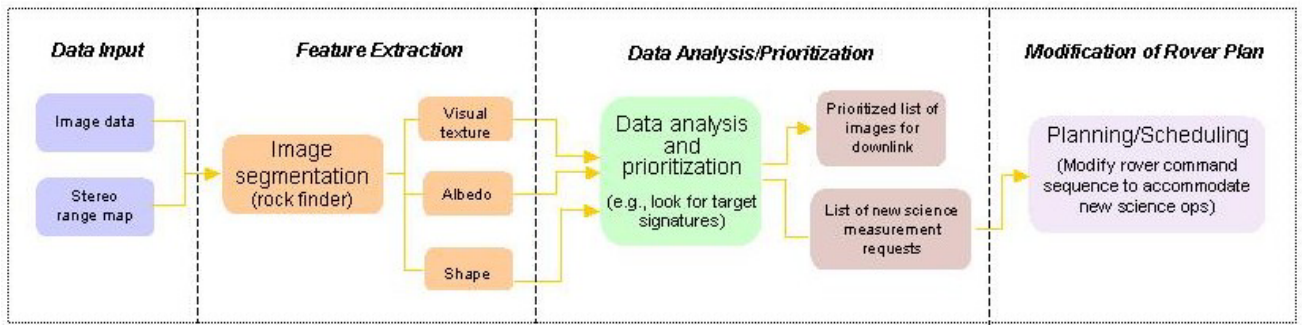 Data Input
Feature Extraction
Data Analysis/Prioritization
Modification of Rover Plan
Image data
Stereo
range map
Image
segmentation
(rock finder)
Visual
texture
Albedo
Shape
Data analysis
and
prioritization
(e.g., look for target
signatures)
Prioritized list of
images for
downlink
List of new science
measurement
requests
Planning/Scheduling
(Modify rover command
sequence to accommodate
new science ops)